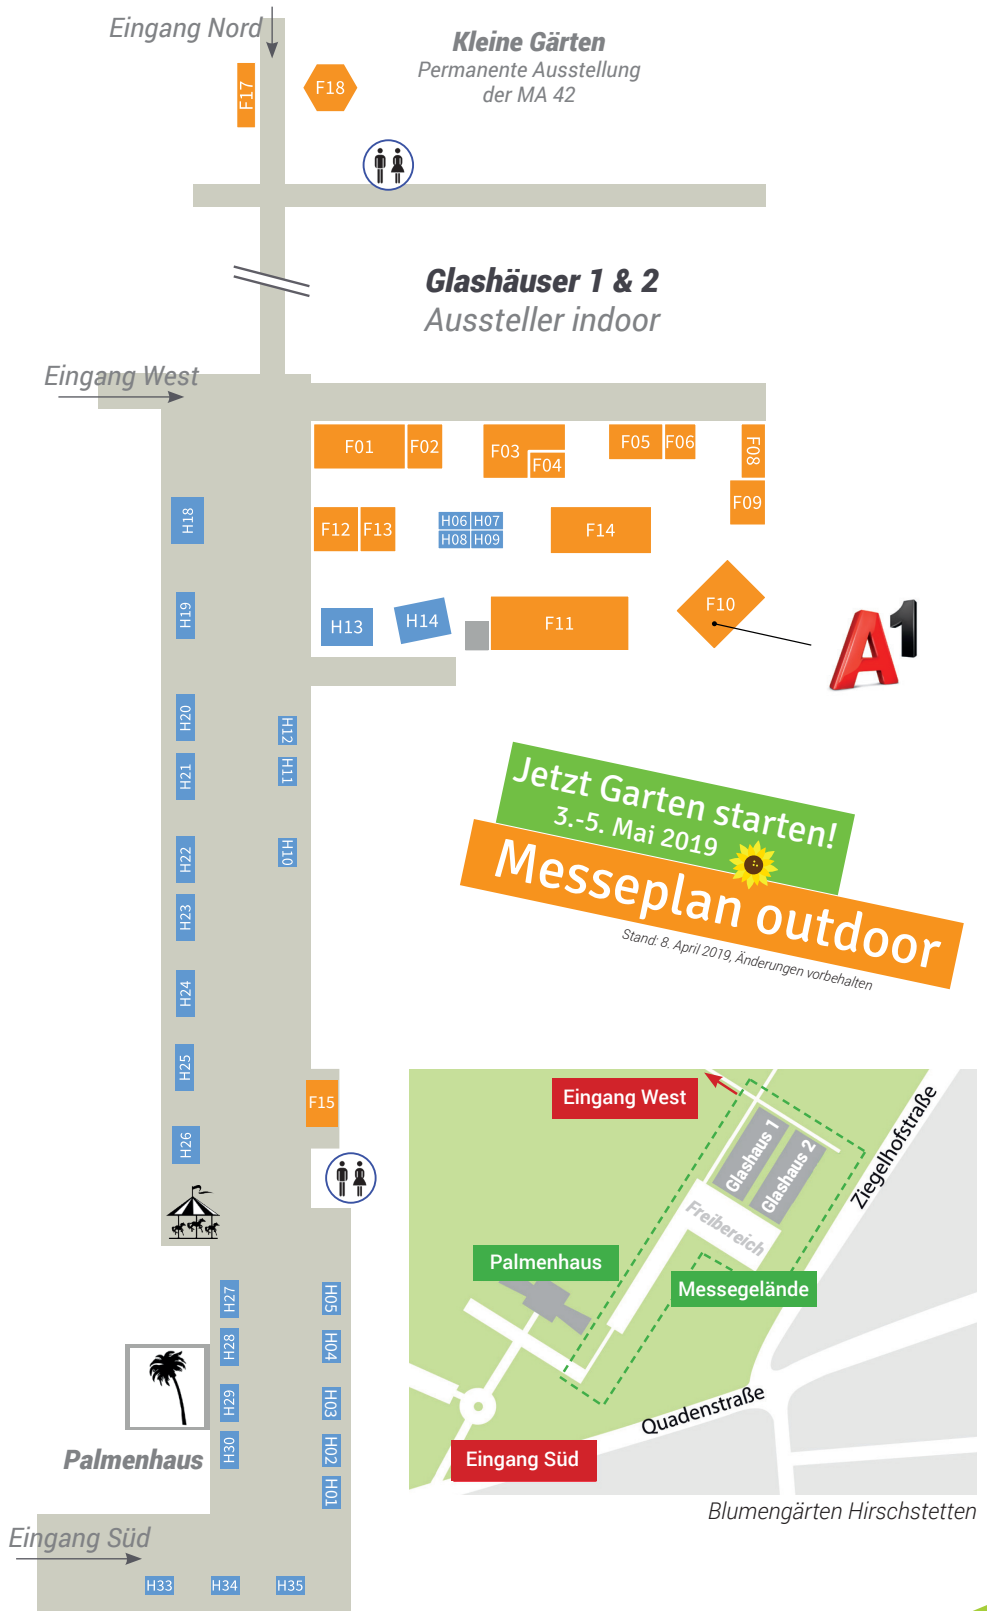 Eingang Nord
Kleine Gärten
Permanente Ausstellung
der MA 42
F17
F18
Glashäuser 1 & 2
Aussteller indoor
Eingang West
F01
F02
F03
F04
F05
F06
F08
F09
H18
F12
F13
H06
H07
H08
H09
F14
H19
H13
H14
F11
F10
A1
H20
H12
H21
H11
H22
H10
H23
H24
H25
H26
F15
Jetzt Garten starten!
3.-5. Mai 2019
Messeplan outdoor
Stand: 8. April 2019, Änderungen vorbehalten
Eingang West
Glashaus 1
Glashaus 2
Ziegelhofstraße
Freibereich
Palmenhaus
Messegelände
Quadenstraße
Eingang Süd
Blumengärten Hirschstetten
H27
H05
H28
H04
H29
H03
H30
H02
H01
Palmenhaus
Eingang Süd
H33
H34
H35